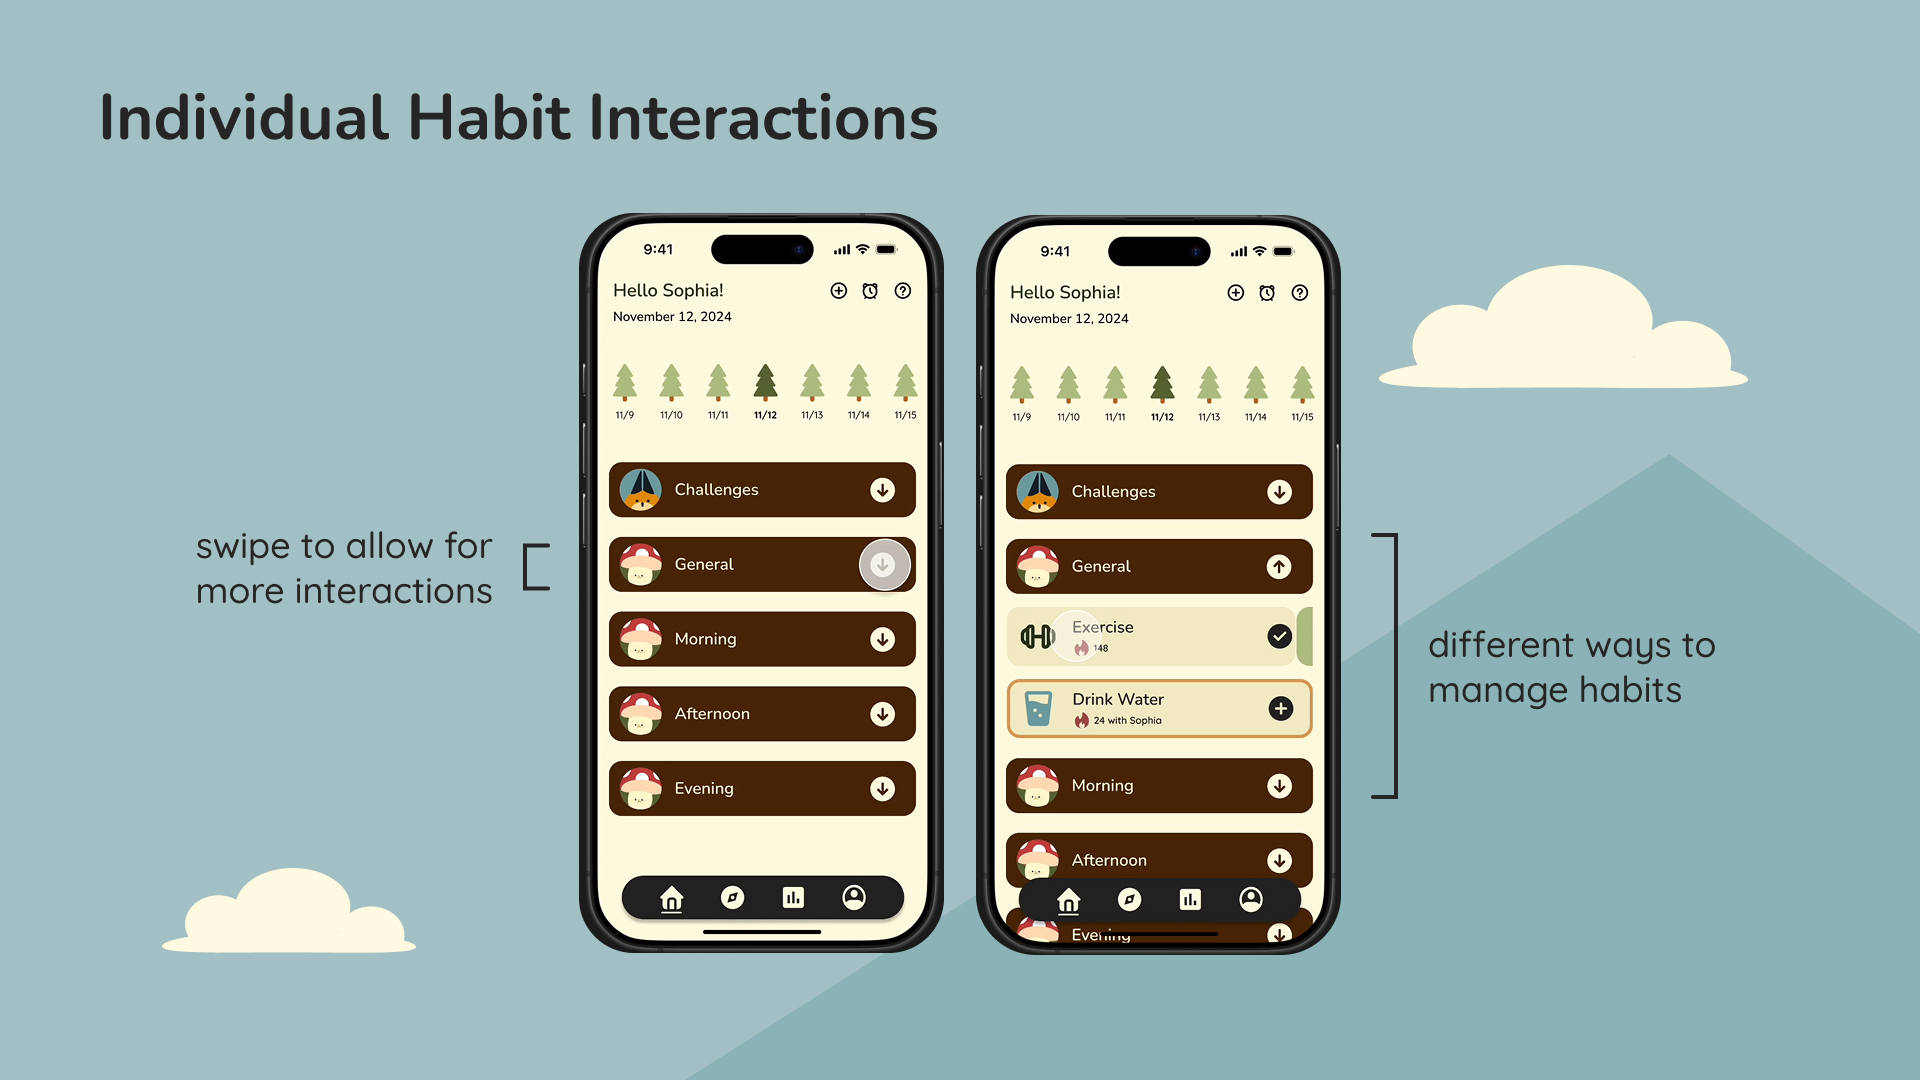 Individual Habit Interactions
swipe to allow for
more interactions
9:41
Hello Sophia!
November 12, 2024
11/9 11/10 11/11 11/12 11/13 11/14 11/15
Challenges
General
Morning
Afternoon
Evening
9:41
Hello Sophia!
November 12, 2024
11/9 11/10 11/11 11/12 11/13 11/14 11/15
Challenges
General
Exercise
148
Drink Water
24 with Sophia
Morning
Afternoon
Evening
different ways to
manage habits